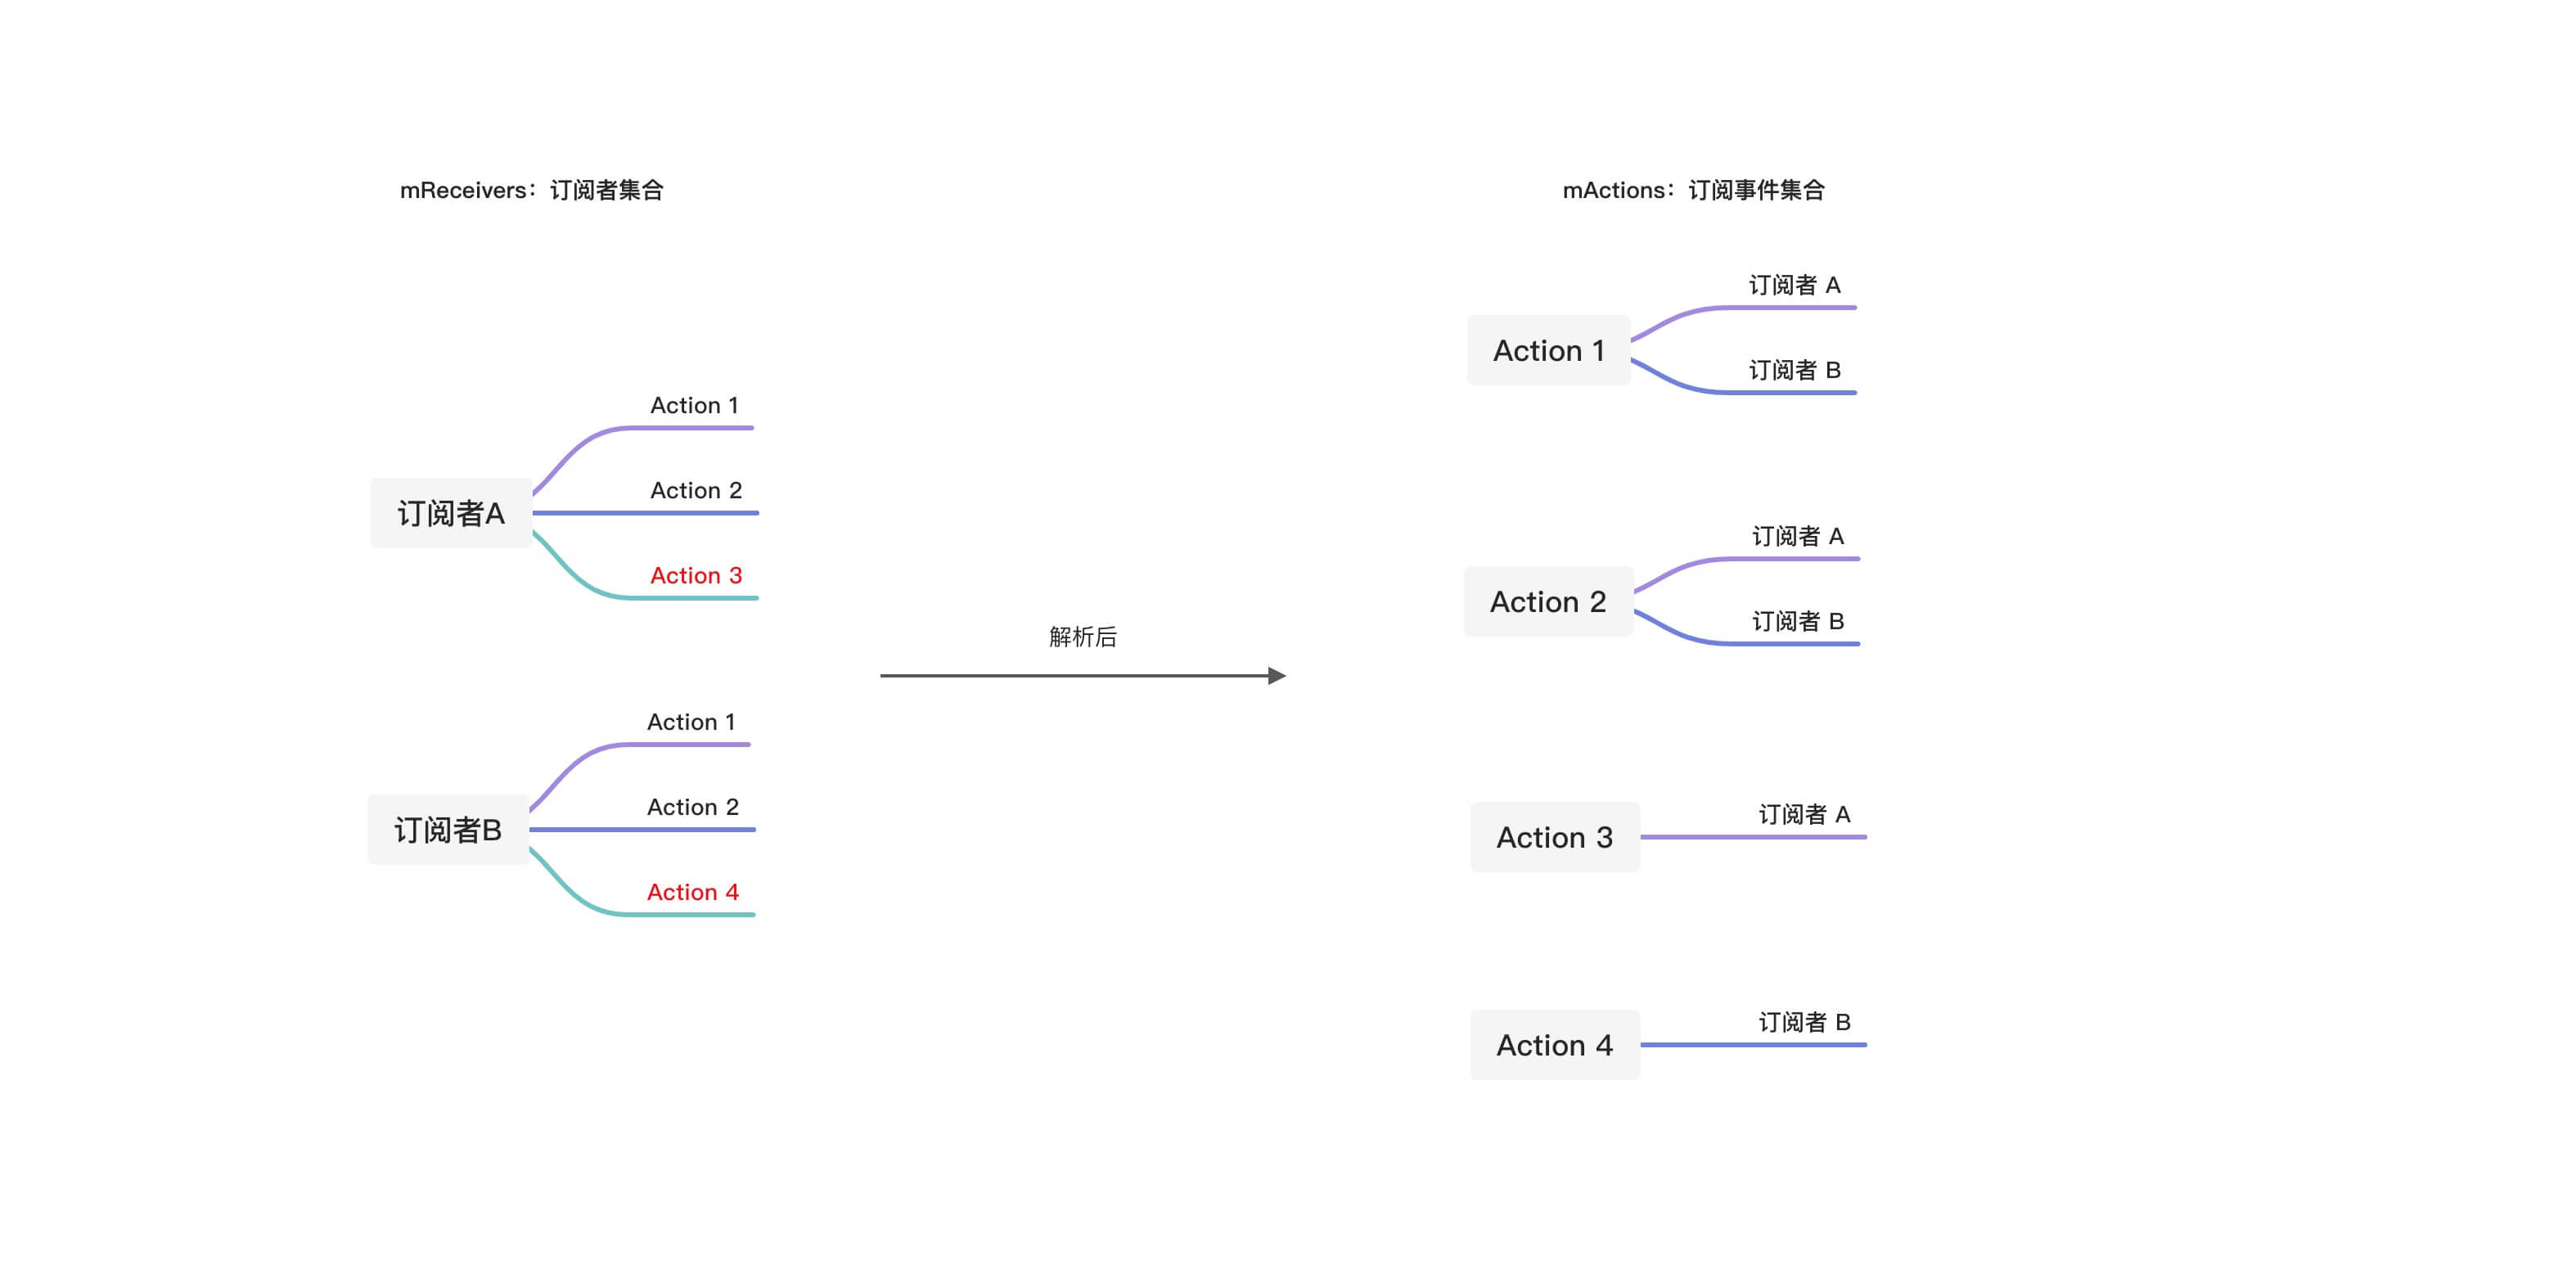 mReceivers：订阅者集合
Action 1
Action 2
订阅者A
Action 3
Action 1
Action 2
订阅者B
Action 4
解析后
mActions：订阅事件集合
订阅者 A
Action 1
订阅者 B
订阅者 A
Action 2
订阅者 B
订阅者 A
Action 3
订阅者 B
Action 4